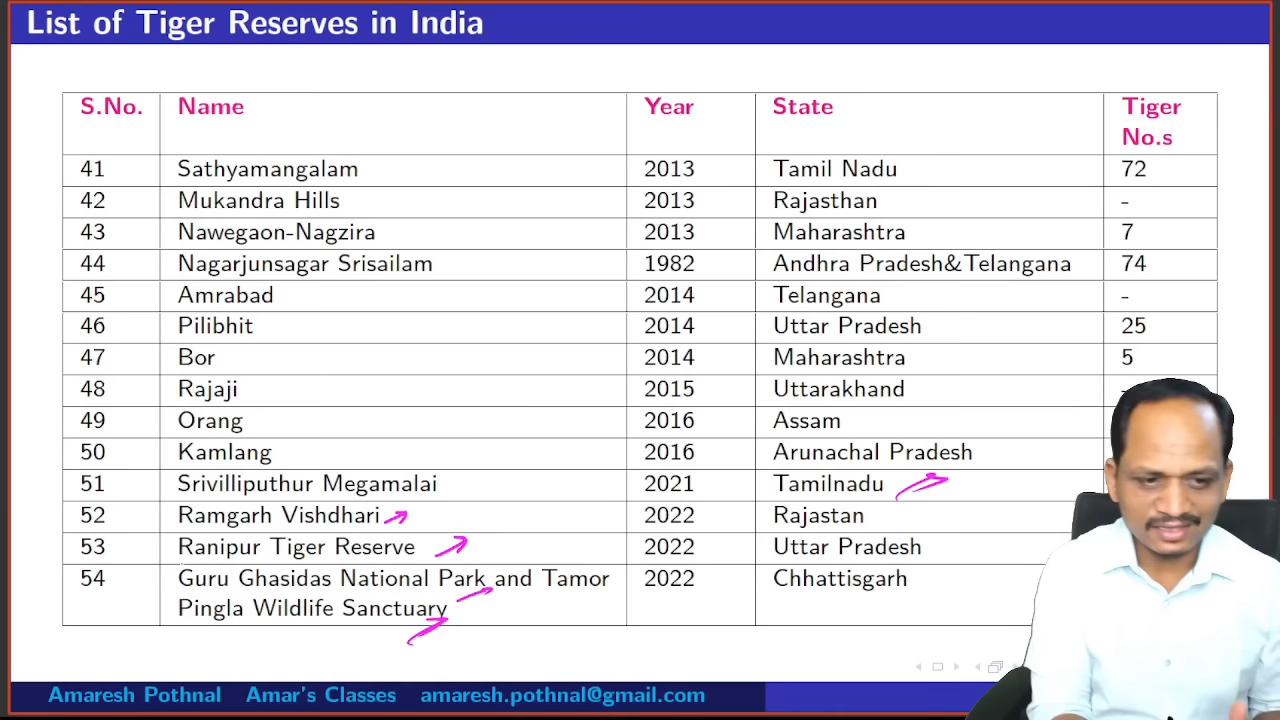 List of Tiger Reserves in India
S.No. Name Year State Tiger No.s
41 Sathyamangalam 2013 Tamil Nadu 72
42 Mukandra Hills 2013 Rajasthan -
43 Nawegaon-Nagzira 2013 Maharashtra 7
44 Nagarjunsagar Srisailam 1982 Andhra Pradesh&Telangana 74
45 Amrabad 2014 Telangana -
46 Pilibhit 2014 Uttar Pradesh 25
47 Bor 2014 Maharashtra 5
48 Rajaji 2015 Uttarakhand
49 Orang 2016 Assam
50 Kamlang 2016 Arunachal Pradesh
51 Srivilliputhur Megamalai 2021 Tamilnadu
52 Ramgarh Vishdhari 2022 Rajastan
53 Ranipur Tiger Reserve 2022 Uttar Pradesh
54 Guru Ghasidas National Park and Tamor 2022 Chhattisgarh
Pingla Wildlife Sanctuary
Amaresh Pothnal Amar's Classes amaresh.pothnal@gmail.com